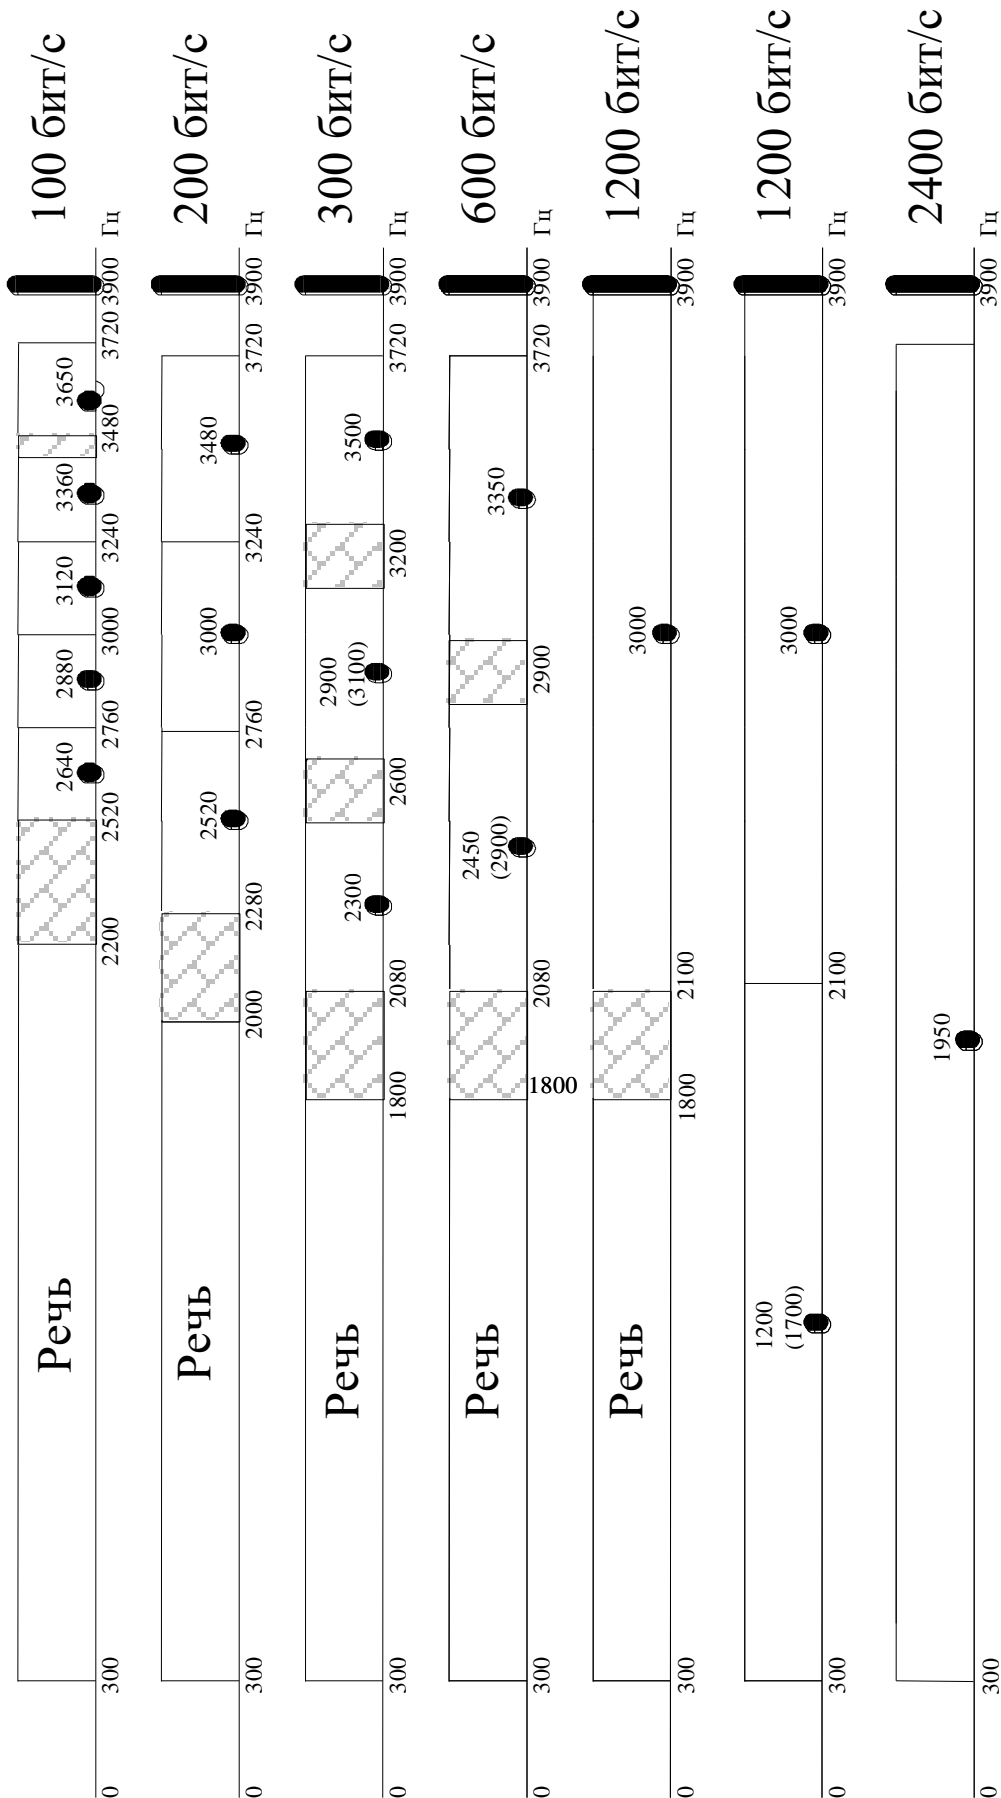 Речь 2640 2880 3120 3360 3650 100 бит/с
0 300 2200 2520 2760 3000 3240 3480 3720 3900 Гц
Речь 2520 3000 3480 200 бит/с
0 300 2000 2280 2760 3240 3720 3900 Гц
Речь 2300 2900 3500 300 бит/с
(3100)
0 300 1800 2080 2600 3200 3720 3900 Гц
Речь 2450 3350 600 бит/с
(2900)
0 300 1800 2080 2900 3720 3900 Гц
Речь 3000 1200 бит/с
0 300 1800 2100 3900 Гц
1200 3000 1200 бит/с
(1700)
0 300 2100 3900 Гц
1950 2400 бит/с
0 300 3900